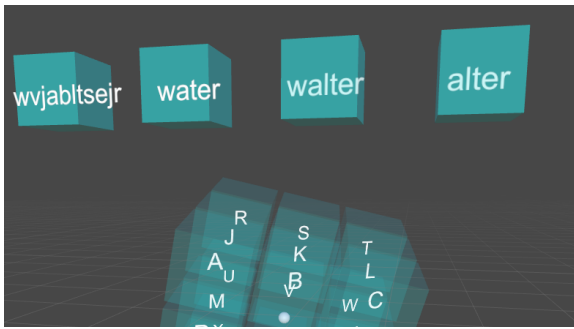 wvjabltsejr water walter alter
R S T
J K L
A B C
U V W
M